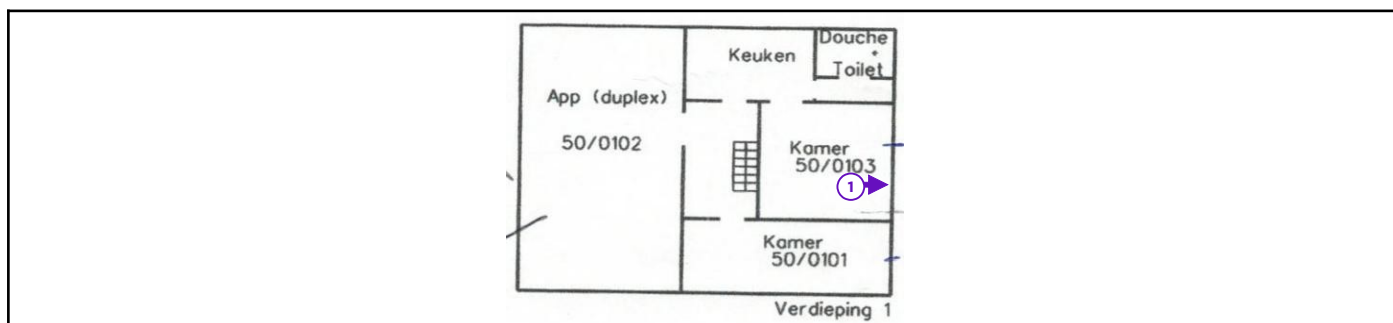 Douche
+
Keuken
Toilet
App (duplex)
50/0102
Kamer
50/0103
1
Kamer
50/0101
Verdieping 1